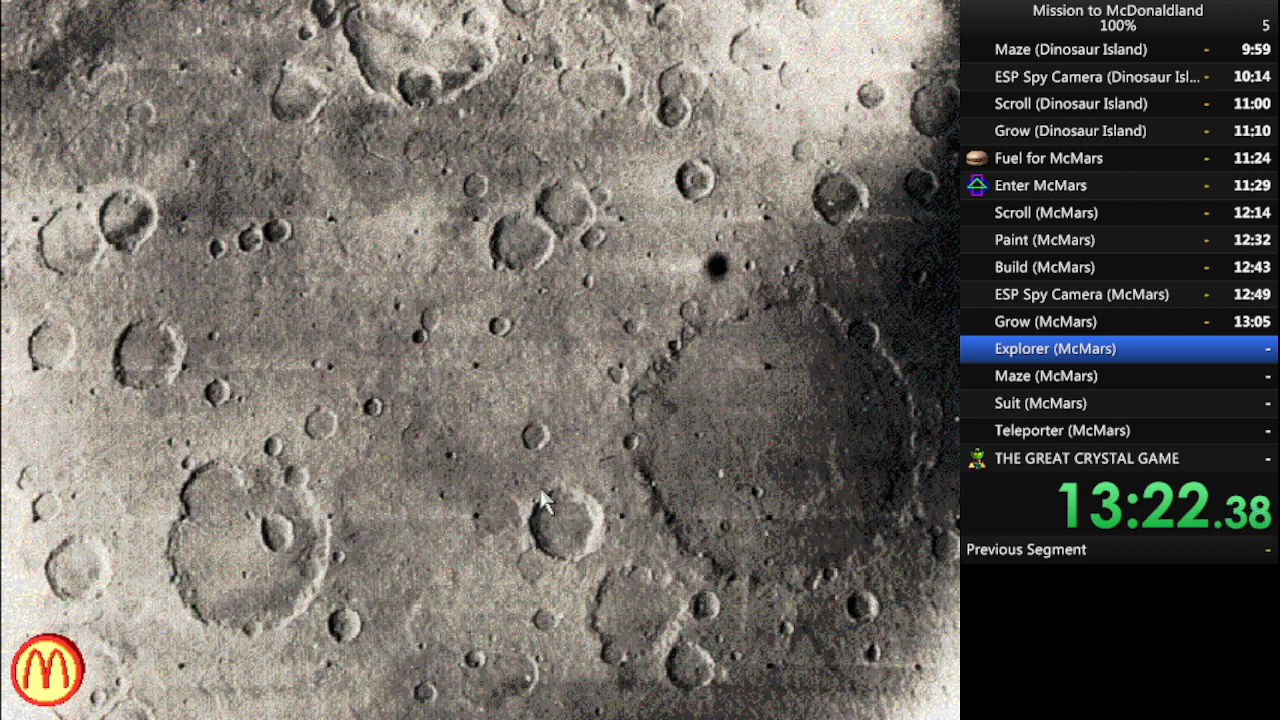 Mission to McDonaldland
100% 5
Maze (Dinosaur Island) - 9:59
ESP Spy Camera (Dinosaur Isl... - 10:14
Scroll (Dinosaur Island) - 11:00
Grow (Dinosaur Island) - 11:10
Fuel for McMars - 11:24
Enter McMars - 11:29
Scroll (McMars) - 12:14
Paint (McMars) - 12:32
Build (McMars) - 12:43
ESP Spy Camera (McMars) - 12:49
Grow (McMars) - 13:05
Explorer (McMars) -
Maze (McMars) -
Suit (McMars) -
Teleporter (McMars) -
THE GREAT CRYSTAL GAME -
13:22.38
Previous Segment -
M